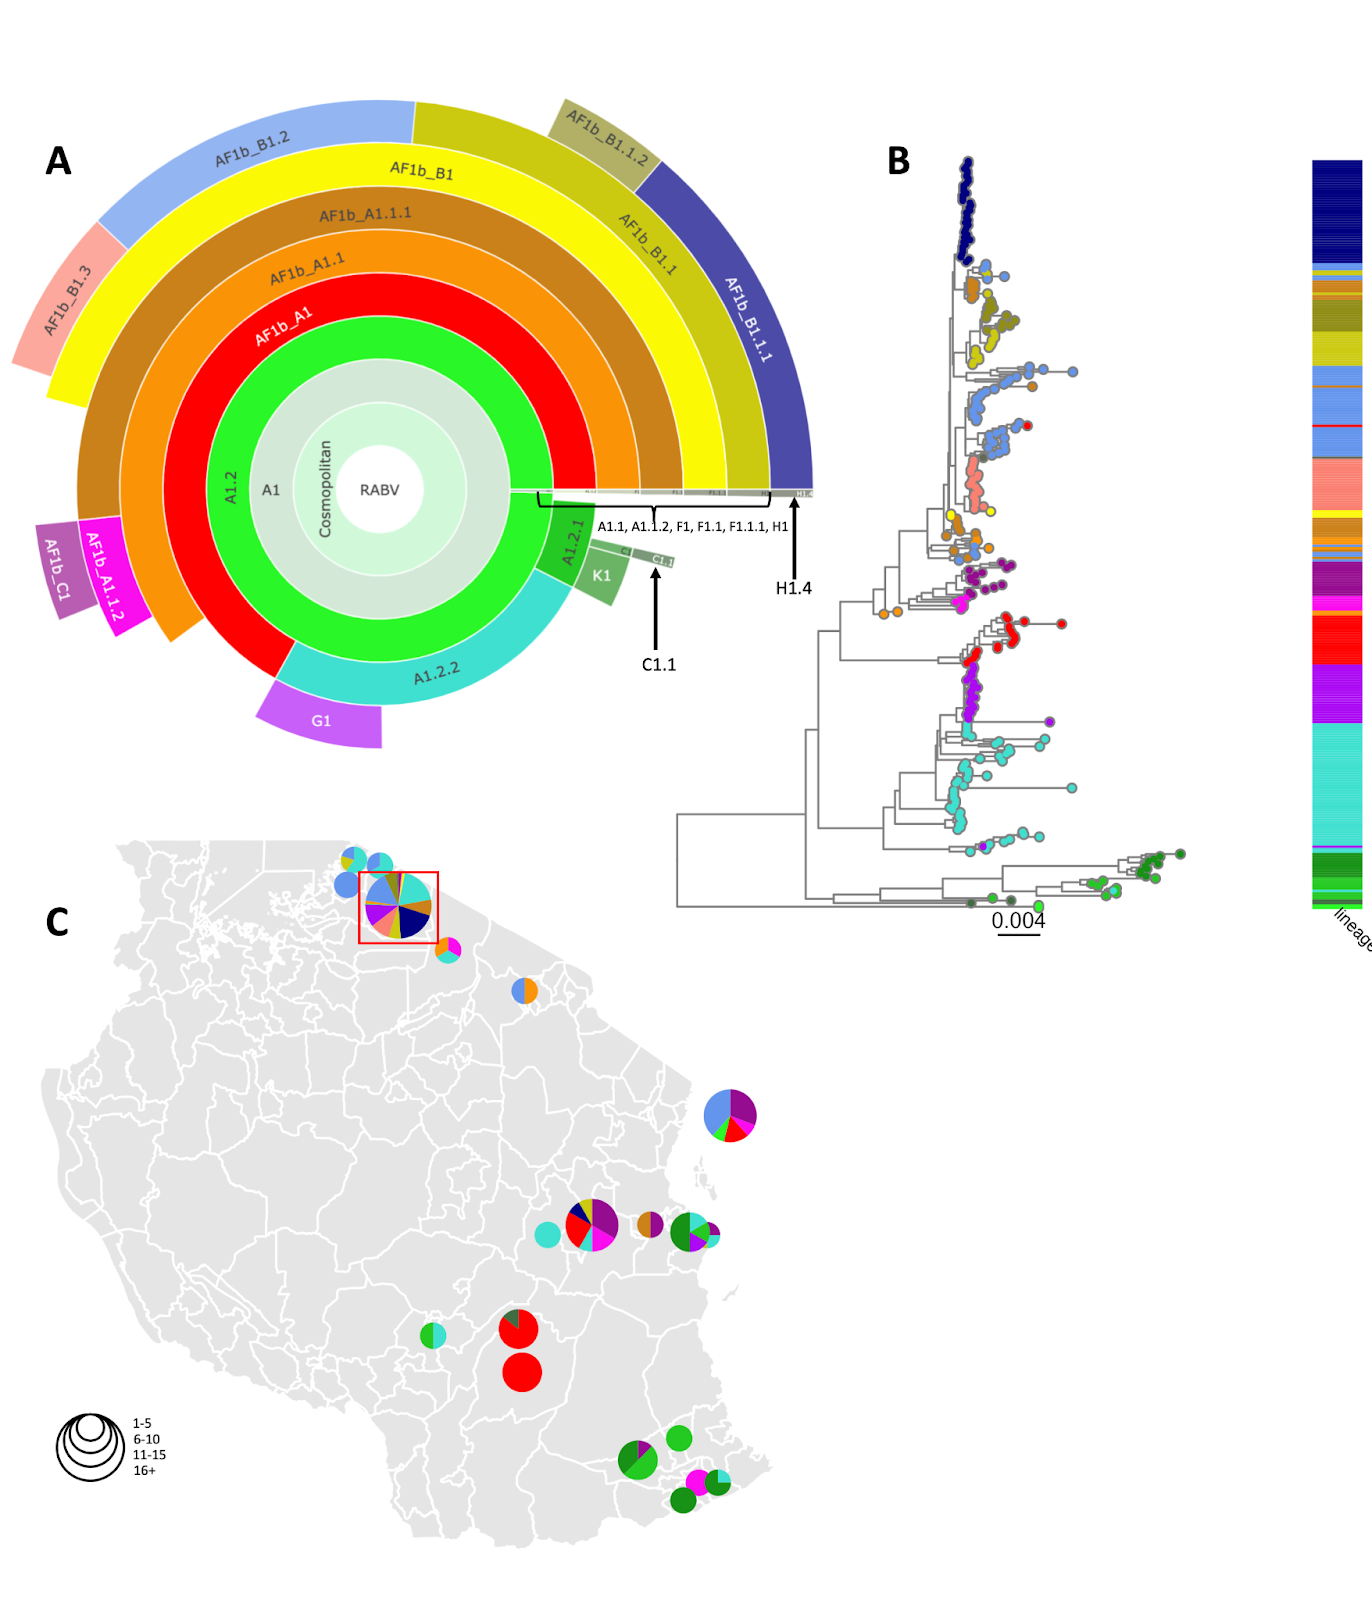 A
B
AF1b_B1.2
AF1b_B1.1.2
AF1b_B1
AF1b_A1.1.1
AF1b_B1.1
AF1b_A1.1
AF1b_B1.3
AF1b_B1.1.1
AF1b_A1
Cosmopolitan
A1.2
A1
RABV
H1.4
A1.1, A1.1.2, F1, F1.1, F1.1.1, H1
A1.2.1
C1
C1.1
K1
AF1b_C1
AF1b_A1.1.2
H1.4
C1.1
A1.2.2
G1
0.004
lineage
C
1-5
6-10
11-15
16+